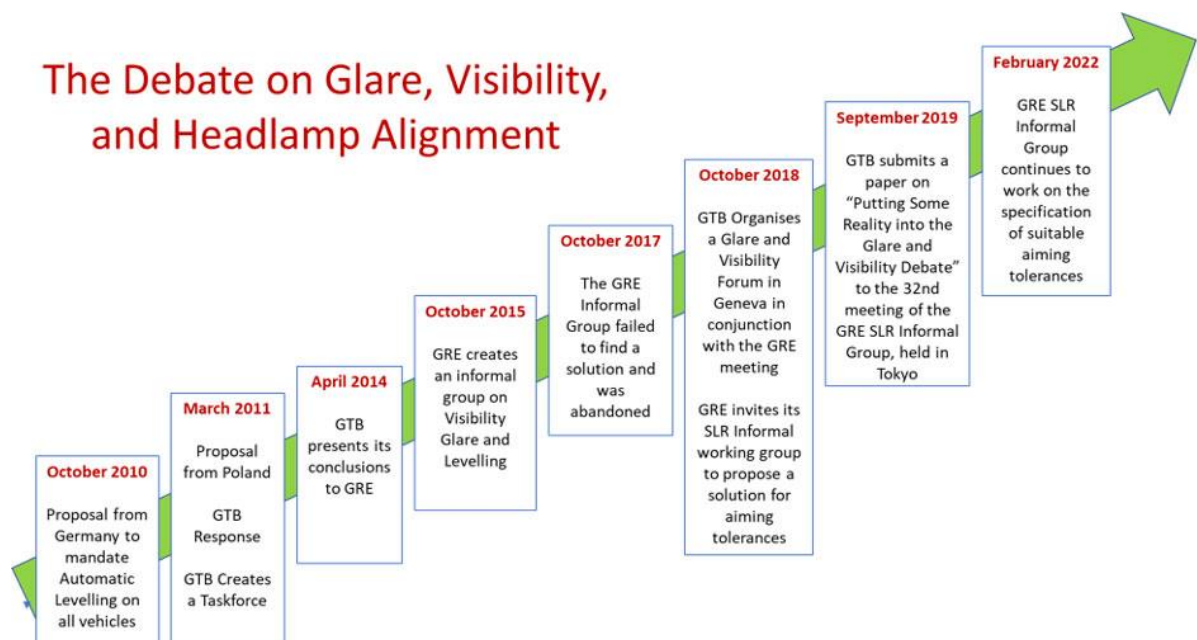 The Debate on Glare, Visibility,
and Headlamp Alignment
October 2010
Proposal from
Germany to
mandate
Automatic
Levelling on
all vehicles
March 2011
Proposal
from Poland
GTB
Response
GTB Creates
a Taskforce
April 2014
GTB
presents its
conclusions
to GRE
October 2015
GRE creates
an informal
group on
Visibility
Glare and
Levelling
October 2017
The GRE
Informal
Group failed
to find a
solution and
was
abandoned
October 2018
GTB Organises
a Glare and
Visibility
Forum in
Geneva in
conjunction
with the GRE
meeting
GRE invites its
SLR Informal
working group
to propose a
solution for
aiming
tolerances
September 2019
GTB submits a
paper on
“Putting Some
Reality into the
Glare and
Visibility Debate”
to the 32nd
meeting of the
GRE SLR Informal
Group, held in
Tokyo
February 2022
GRE SLR
Informal
Group
continues to
work on the
specification
of suitable
aiming
tolerances